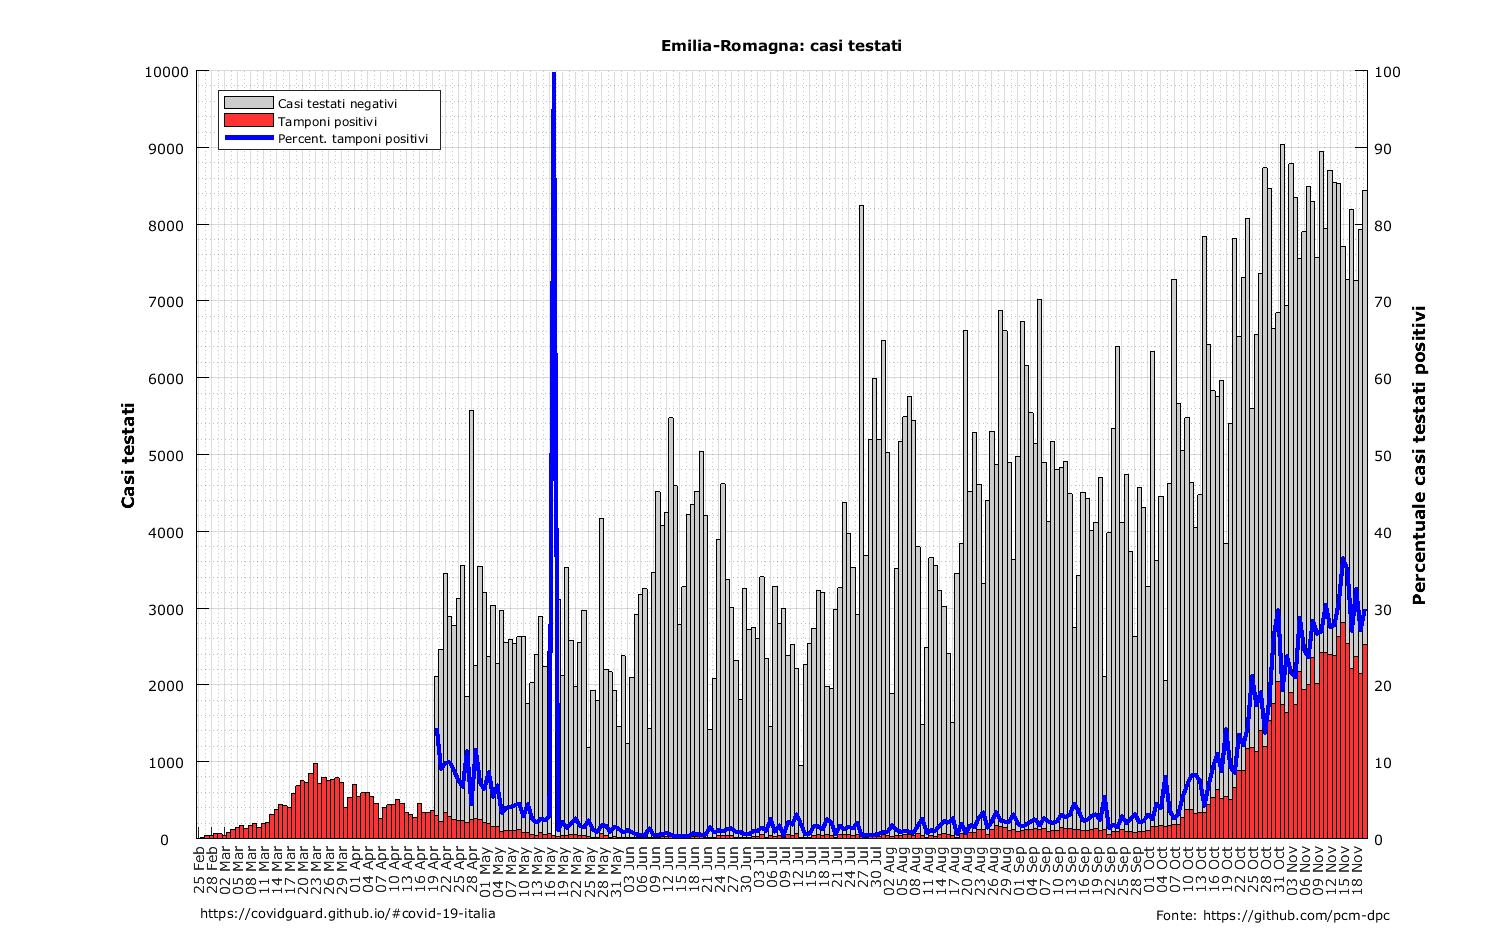 Emilia-Romagna: casi testati
Casi testati negativi
Tamponi positivi
Percent. tamponi positivi
10000
9000
8000
7000
6000
5000
4000
3000
2000
1000
0
Casi testati
100
90
80
70
60
50
40
30
20
10
0
Percentuale casi testati positivi
25 Feb
28 Feb
02 Mar
05 Mar
08 Mar
11 Mar
14 Mar
17 Mar
20 Mar
23 Mar
26 Mar
29 Mar
01 Apr
04 Apr
07 Apr
10 Apr
13 Apr
16 Apr
19 Apr
22 Apr
25 Apr
28 Apr
01 May
04 May
07 May
10 May
13 May
16 May
19 May
22 May
25 May
28 May
31 May
03 Jun
06 Jun
09 Jun
12 Jun
15 Jun
18 Jun
21 Jun
24 Jun
27 Jun
30 Jun
03 Jul
06 Jul
09 Jul
12 Jul
15 Jul
18 Jul
21 Jul
24 Jul
27 Jul
30 Jul
02 Aug
05 Aug
08 Aug
11 Aug
14 Aug
17 Aug
20 Aug
23 Aug
26 Aug
29 Aug
01 Sep
04 Sep
07 Sep
10 Sep
13 Sep
16 Sep
19 Sep
22 Sep
25 Sep
28 Sep
01 Oct
04 Oct
07 Oct
10 Oct
13 Oct
16 Oct
19 Oct
22 Oct
25 Oct
28 Oct
31 Oct
03 Nov
06 Nov
09 Nov
12 Nov
15 Nov
18 Nov
https://covidguard.github.io/#covid-19-italia
Fonte: https://github.com/pcm-dpc